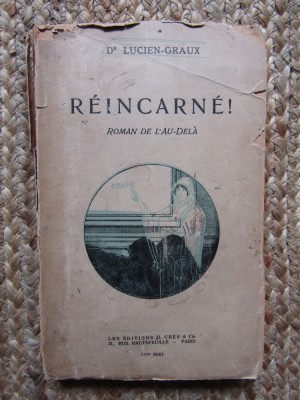 Dr LUCIEN-GRAUX
RÉINCARNÉ!
ROMAN DE L'AU-DELÀ
LES ÉDITIONS G. CRÈS & Cie
21, RUE HAUTEFEUILLE — PARIS